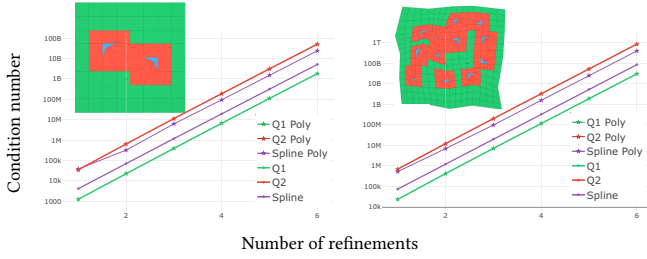 Condition number
100B
10B
1B
100M
10M
1M
100k
10k
1000
2
4
6
Q1 Poly
Q2 Poly
Spline Poly
Q1
Q2
Spline
1T
100B
10B
1B
100M
10M
1M
100k
10k
2
4
6
Q1 Poly
Q2 Poly
Spline Poly
Q1
Q2
Spline
Number of refinements